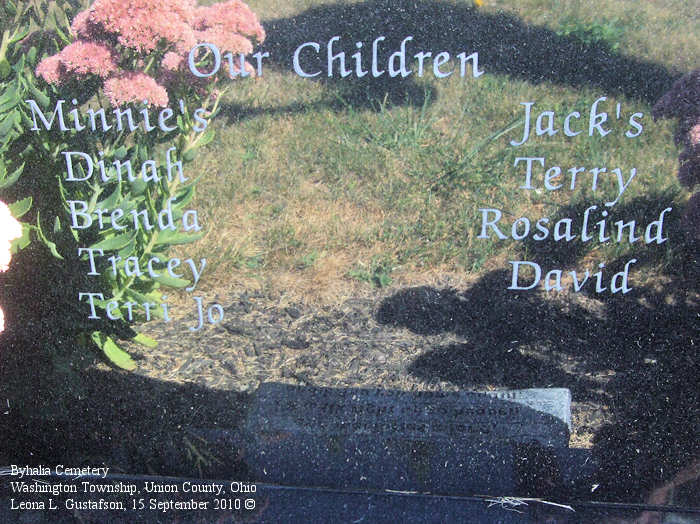 Our Children
Minnie's
Dinah
Brenda
Tracey
Terri Jo
Jack's
Terry
Rosalind
David
Byhalia Cemetery
Washington Township, Union County, Ohio
Leona L. Gustafson, 15 September 2010 ©